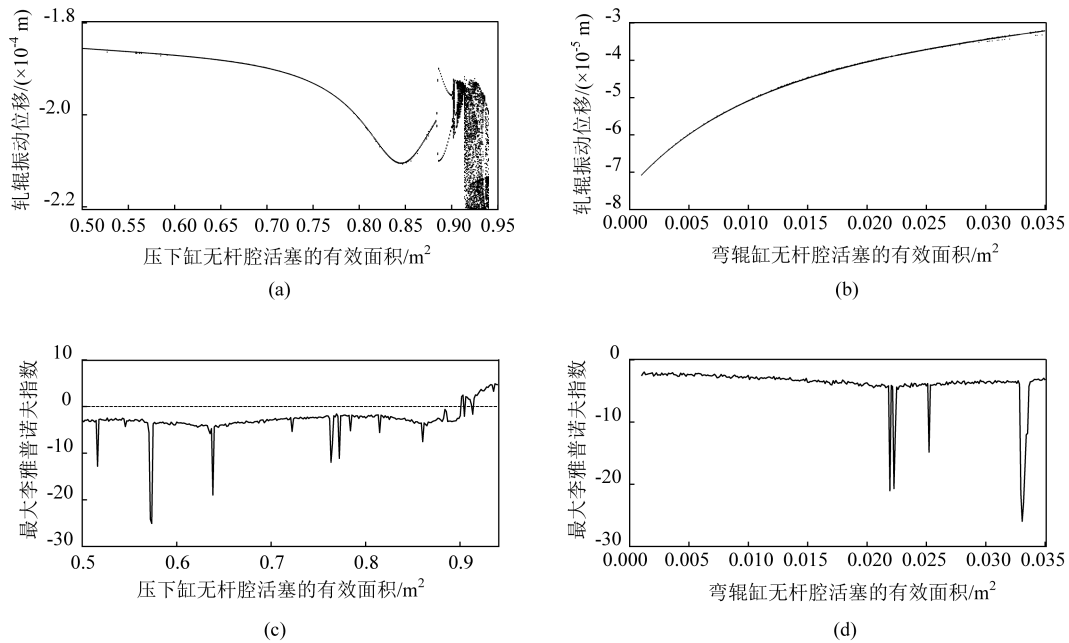 -1.8
-2.0
-2.2
轧辊振动位移/(×10⁻⁴ m)
0.50 0.55 0.60 0.65 0.70 0.75 0.80 0.85 0.90 0.95
压下缸无杆腔活塞的有效面积/m²
(a)
-3
-4
-5
-6
-7
-8
轧辊振动位移/(×10⁻⁵ m)
0.000 0.005 0.010 0.015 0.020 0.025 0.030 0.035
弯辊缸无杆腔活塞的有效面积/m²
(b)
10
0
-10
-20
-30
最大李雅普诺夫指数
0.5 0.6 0.7 0.8 0.9
压下缸无杆腔活塞的有效面积/m²
(c)
0
-10
-20
-30
最大李雅普诺夫指数
0.000 0.005 0.010 0.015 0.020 0.025 0.030 0.035
弯辊缸无杆腔活塞的有效面积/m²
(d)